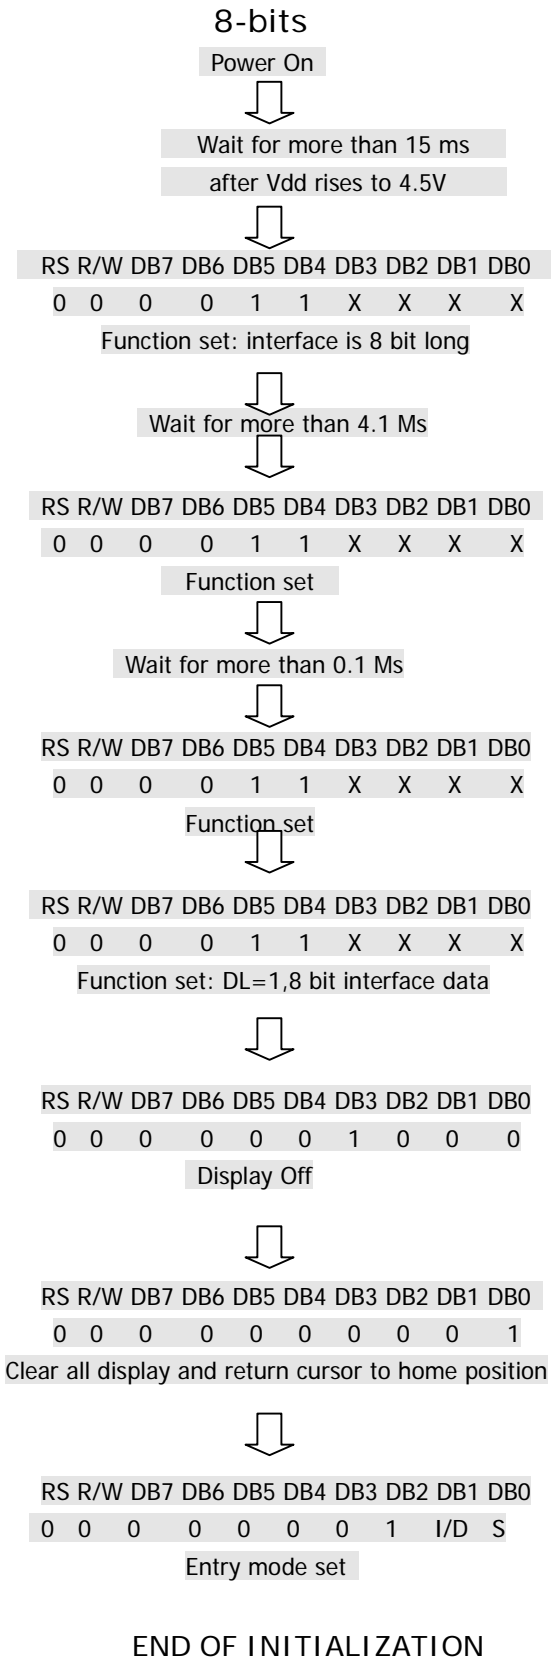 8-bits
Power On
Wait for more than 15 ms
after Vdd rises to 4.5V
RS R/W DB7 DB6 DB5 DB4 DB3 DB2 DB1 DB0
0 0 0 0 1 1 X X X X
Function set: interface is 8 bit long
Wait for more than 4.1 Ms
RS R/W DB7 DB6 DB5 DB4 DB3 DB2 DB1 DB0
0 0 0 0 1 1 X X X X
Function set
Wait for more than 0.1 Ms
RS R/W DB7 DB6 DB5 DB4 DB3 DB2 DB1 DB0
0 0 0 0 1 1 X X X X
Function set
RS R/W DB7 DB6 DB5 DB4 DB3 DB2 DB1 DB0
0 0 0 0 1 1 X X X X
Function set: DL=1,8 bit interface data
RS R/W DB7 DB6 DB5 DB4 DB3 DB2 DB1 DB0
0 0 0 0 0 0 1 0 0 0
Display Off
RS R/W DB7 DB6 DB5 DB4 DB3 DB2 DB1 DB0
0 0 0 0 0 0 0 0 0 1
Clear all display and return cursor to home position
RS R/W DB7 DB6 DB5 DB4 DB3 DB2 DB1 DB0
0 0 0 0 0 0 0 1 I/D S
Entry mode set
END OF INITIALIZATION